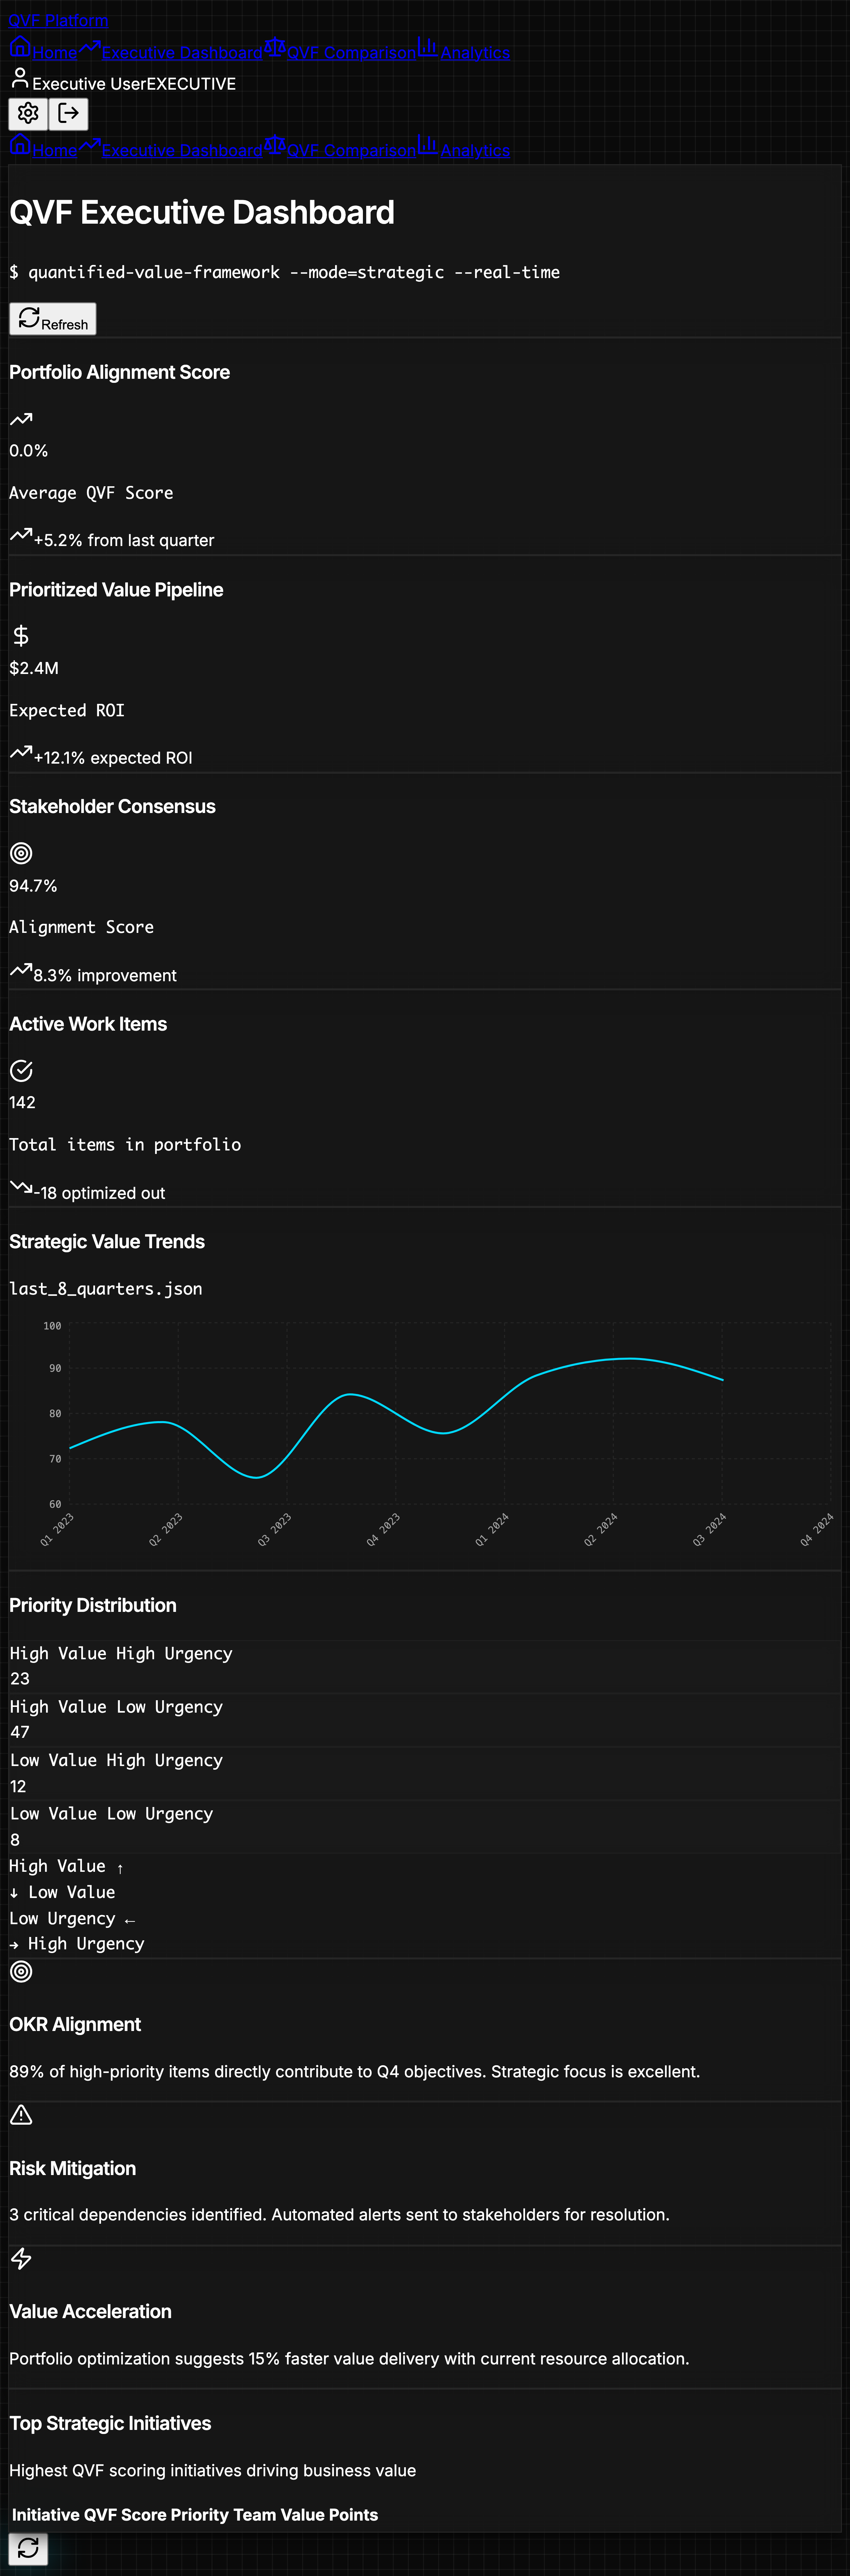 QVF Platform
Home Executive Dashboard QVF Comparison Analytics
Executive UserEXECUTIVE
Home Executive Dashboard QVF Comparison Analytics
QVF Executive Dashboard
$ quantified-value-framework --mode=strategic --real-time
Refresh
Portfolio Alignment Score
0.0%
Average QVF Score
+5.2% from last quarter
Prioritized Value Pipeline
$2.4M
Expected ROI
+12.1% expected ROI
Stakeholder Consensus
94.7%
Alignment Score
8.3% improvement
Active Work Items
142
Total items in portfolio
-18 optimized out
Strategic Value Trends
last_8_quarters.json
100
90
80
70
60
Q1 2023 Q2 2023 Q3 2023 Q4 2023 Q1 2024 Q2 2024 Q3 2024 Q4 2024
Priority Distribution
High Value High Urgency
23
High Value Low Urgency
47
Low Value High Urgency
12
Low Value Low Urgency
8
High Value ↑
↓ Low Value
Low Urgency ←
→ High Urgency
OKR Alignment
89% of high-priority items directly contribute to Q4 objectives. Strategic focus is excellent.
Risk Mitigation
3 critical dependencies identified. Automated alerts sent to stakeholders for resolution.
Value Acceleration
Portfolio optimization suggests 15% faster value delivery with current resource allocation.
Top Strategic Initiatives
Highest QVF scoring initiatives driving business value
Initiative QVF Score Priority Team Value Points